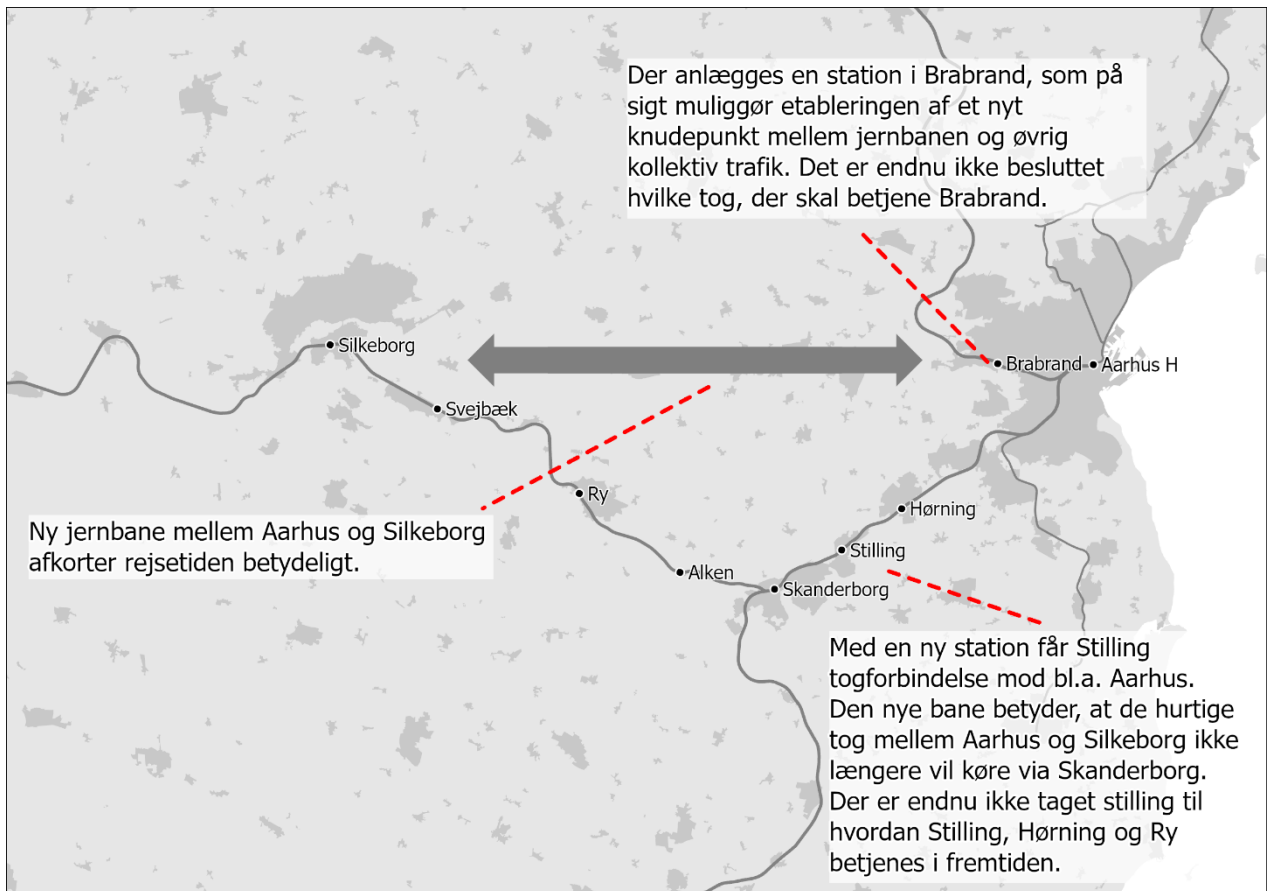 Der anlægges en station i Brabrand, som på
sigt muliggør etableringen af et nyt
knudepunkt mellem jernbanen og øvrig
kollektiv trafik. Det er endnu ikke besluttet
hvilke tog, der skal betjene Brabrand.
Silkeborg
Brabrand
Aarhus H
Svejbæk
Ry
Hørning
Ny jernbane mellem Aarhus og Silkeborg
afkorter rejsetiden betydeligt.
Stilling
Alken
Skanderborg
Med en ny station får Stilling
togforbindelse mod bl.a. Aarhus.
Den nye bane betyder, at de hurtige
tog mellem Aarhus og Silkeborg ikke
længere vil køre via Skanderborg.
Der er endnu ikke taget stilling til
hvordan Stilling, Hørning og Ry
betjenes i fremtiden.